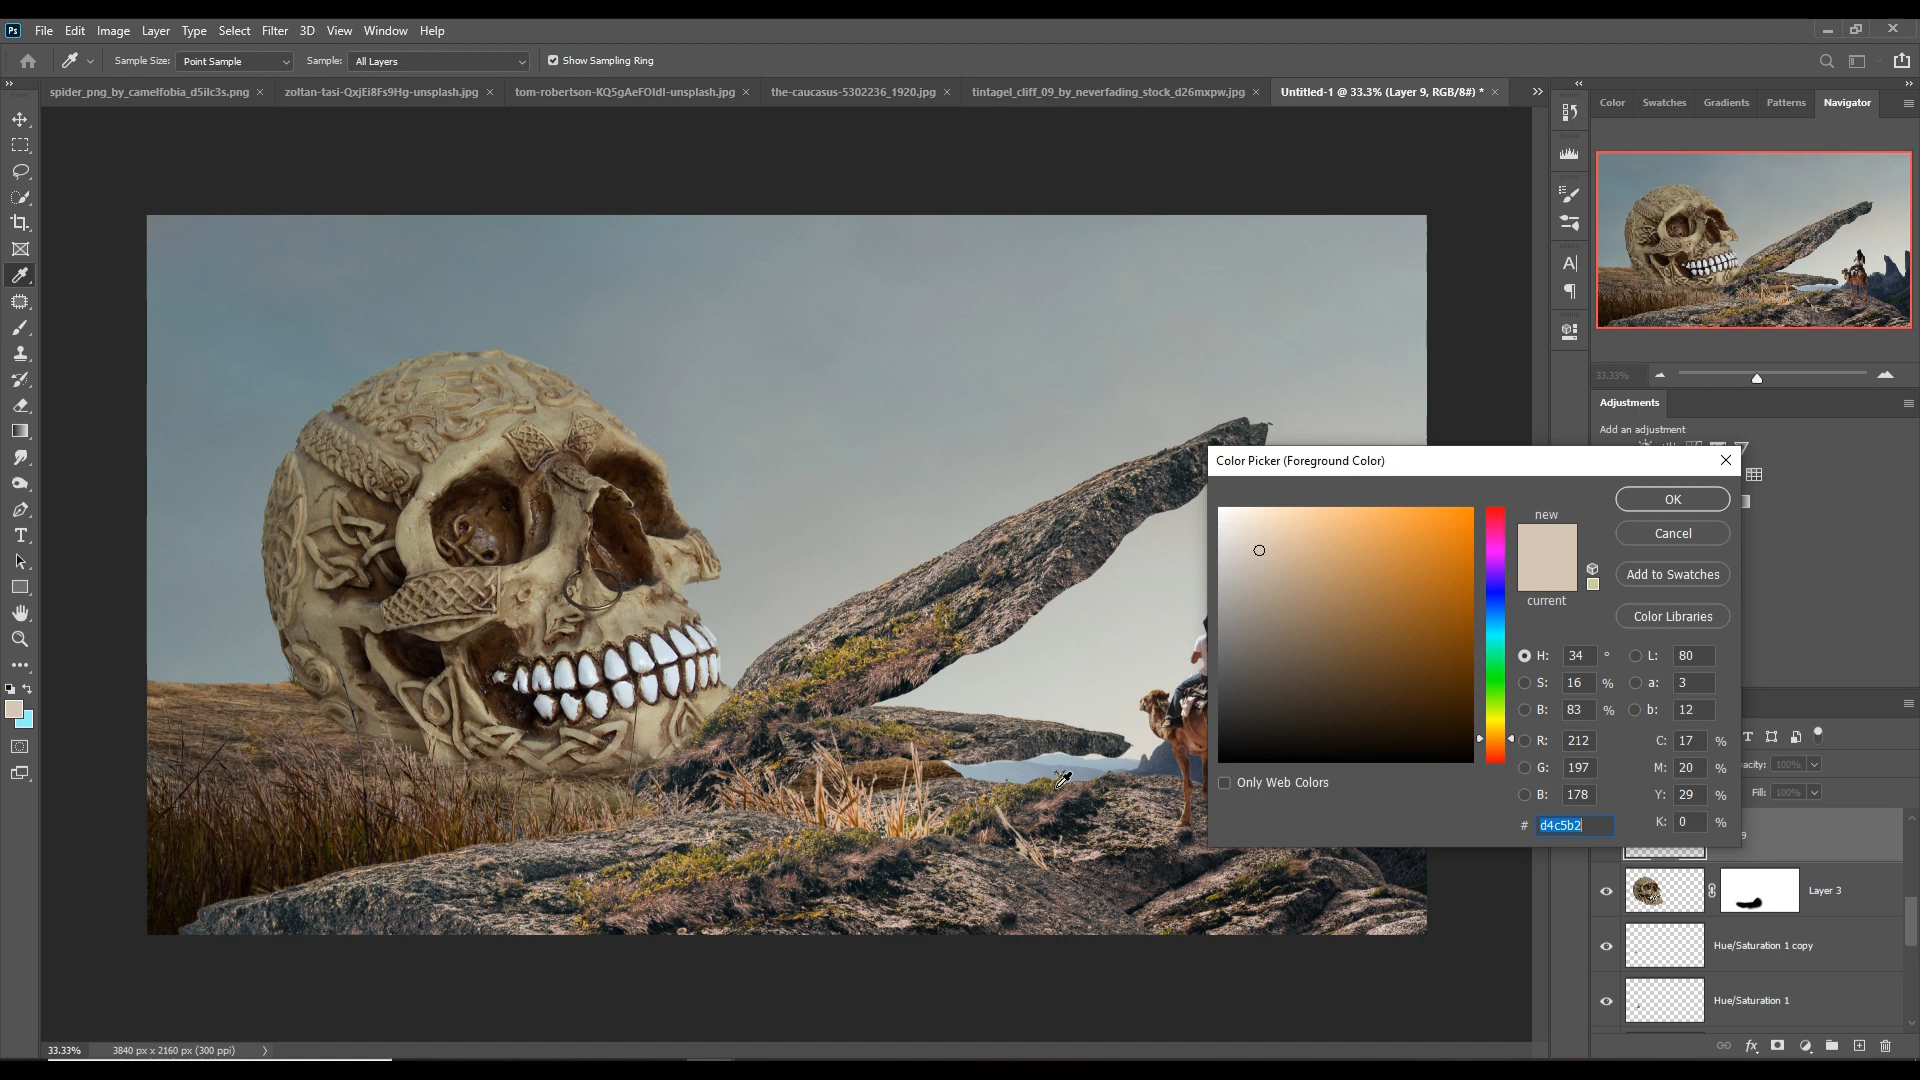 Ps File Edit Image Layer Type Select Filter 3D View Window Help
Sample Size: Point Sample Sample: All Layers Show Sampling Ring
spider_png_by_camelfobia_d5ilc3s.png zoltan-tasi-QxjEi8Fs9Hg-unsplash.jpg tom-robertson-KQ5gAeFOIdI-unsplash.jpg the-caucasus-5302236_1920.jpg tintagel_cliff_09_by_neverfading_stock_d26mxpw.jpg Untitled-1 @ 33.3% (Layer 9, RGB/8#) *
Color Swatches Gradients Patterns Navigator
33.33%
Adjustments
Add an adjustment
Color Picker (Foreground Color)
OK
new
Cancel
Add to Swatches
current
Color Libraries
H: 34 ° L: 80
S: 16 % a: 3
B: 83 % b: 12
R: 212 C: 17 %
G: 197 M: 20 %
B: 178 Y: 29 %
# d4c5b2 K: 0 %
Only Web Colors
acity: 100%
Fill: 100%
9
Layer 3
Hue/Saturation 1 copy
Hue/Saturation 1
33.33% 3840 px x 2160 px (300 ppi)